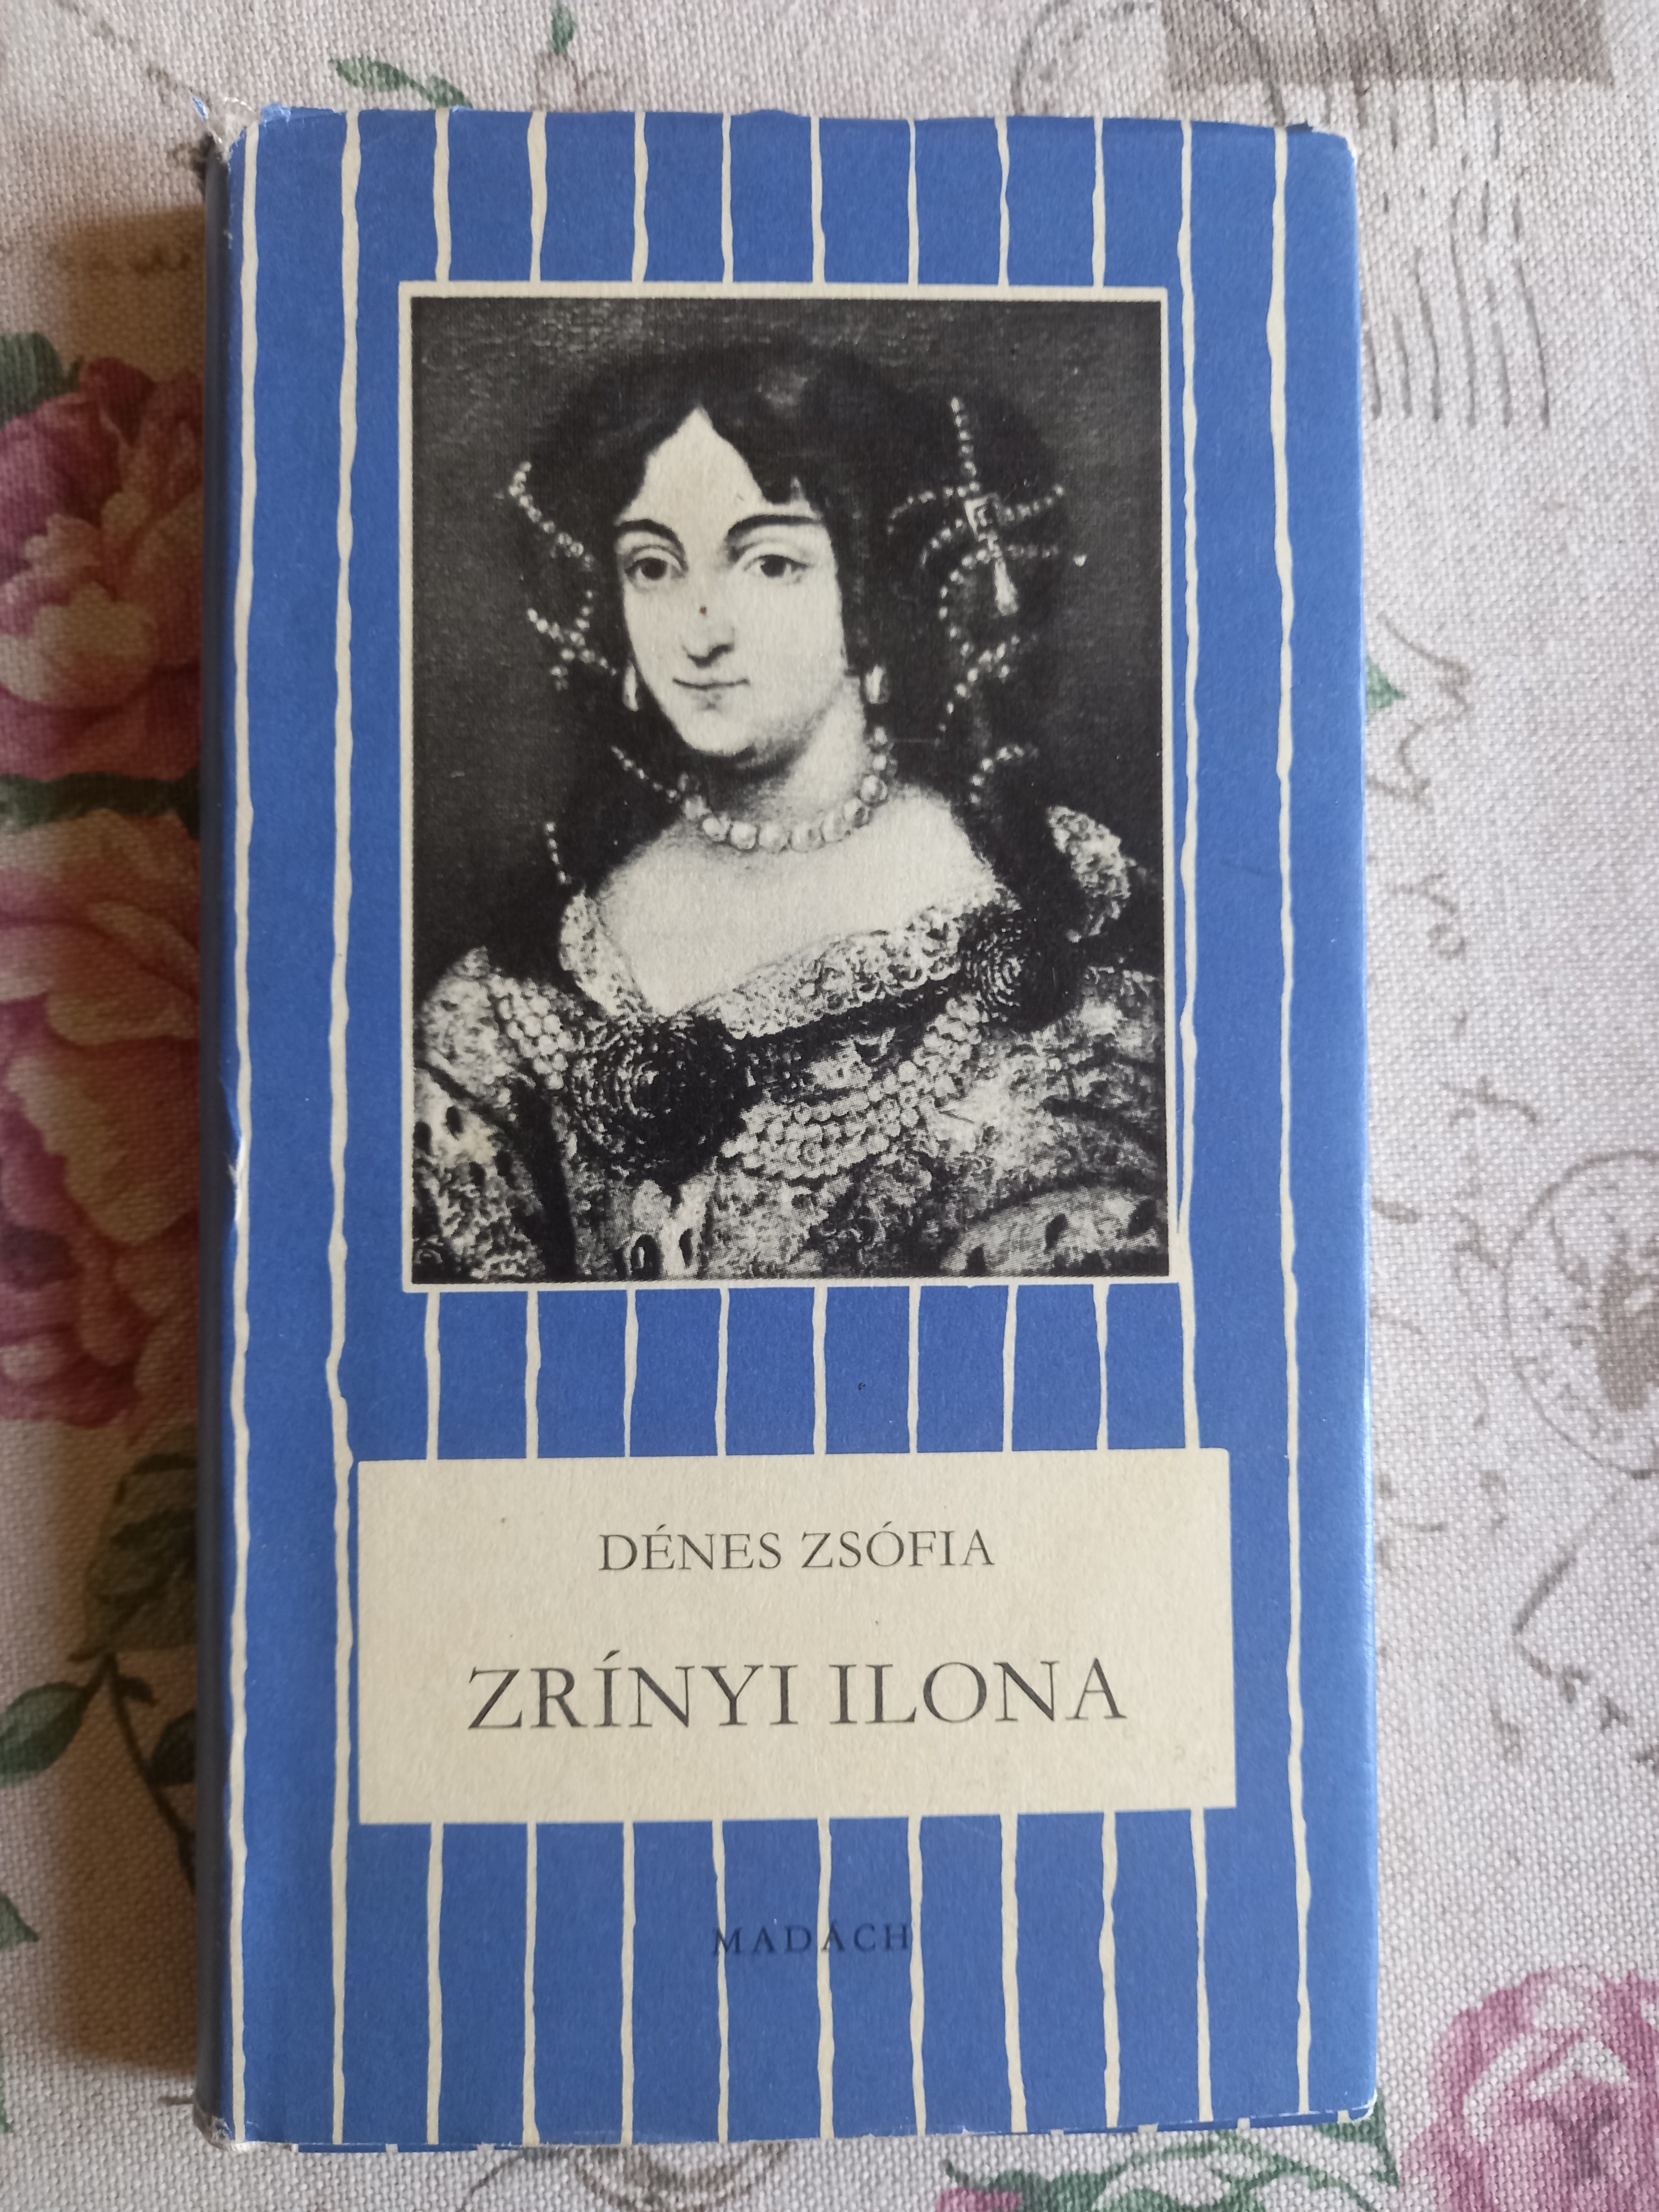 DÉNES ZSÓFIA
ZRÍNYI ILONA
MADÁCH